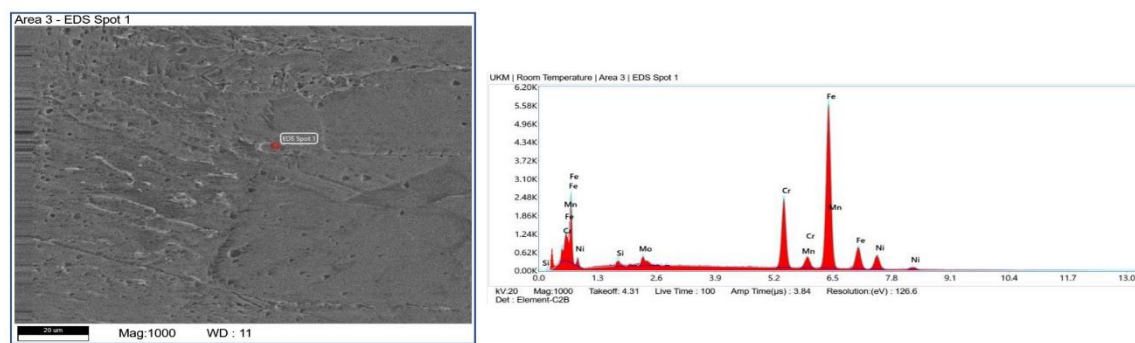 Area 3 - EDS Spot 1
EDS Spot 1
20 um Mag:1000 WD : 11
UKM | Room Temperature | Area 3 | EDS Spot 1
6.20K
5.58K
4.96K
4.34K
3.72K
3.10K
2.48K
1.86K
1.24K
0.62K
0.00K
Fe
Fe
Mn
Fe
Cr
Si
Ni
Si
Mo
Cr
Cr
Mn
Fe
Mn
Fe
Ni
Ni
0.0 1.3 2.6 3.9 5.2 6.5 7.8 9.1 10.4 11.7 13.0
kV:20 Mag:1000 Takeoff: 4.31 Live Time : 100 Amp Time(μs) : 3.84 Resolution:(eV) : 126.6
Det : Element-C2B